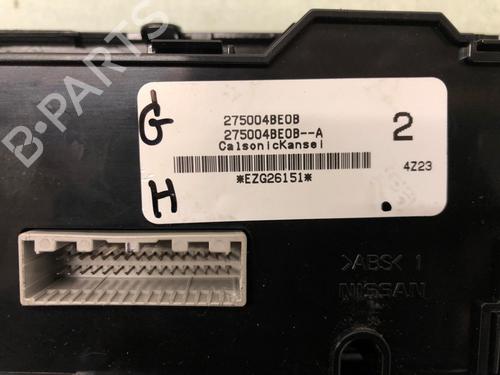 B-PARTS
G
H
275004BE0B
275004BE0B--A
CalsonicKansei
2
*EZG26151*
4Z23
>ABS< 1
NISSAN